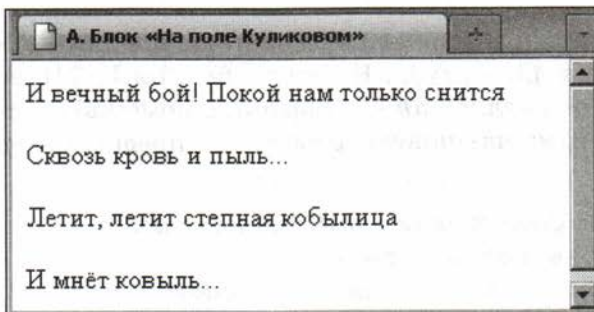 А. Блок «На поле Куликовом»
И вечный бой! Покой нам только снится
Сквозь кровь и пыль...
Летит, летит степная кобылица
И мнёт ковыль...